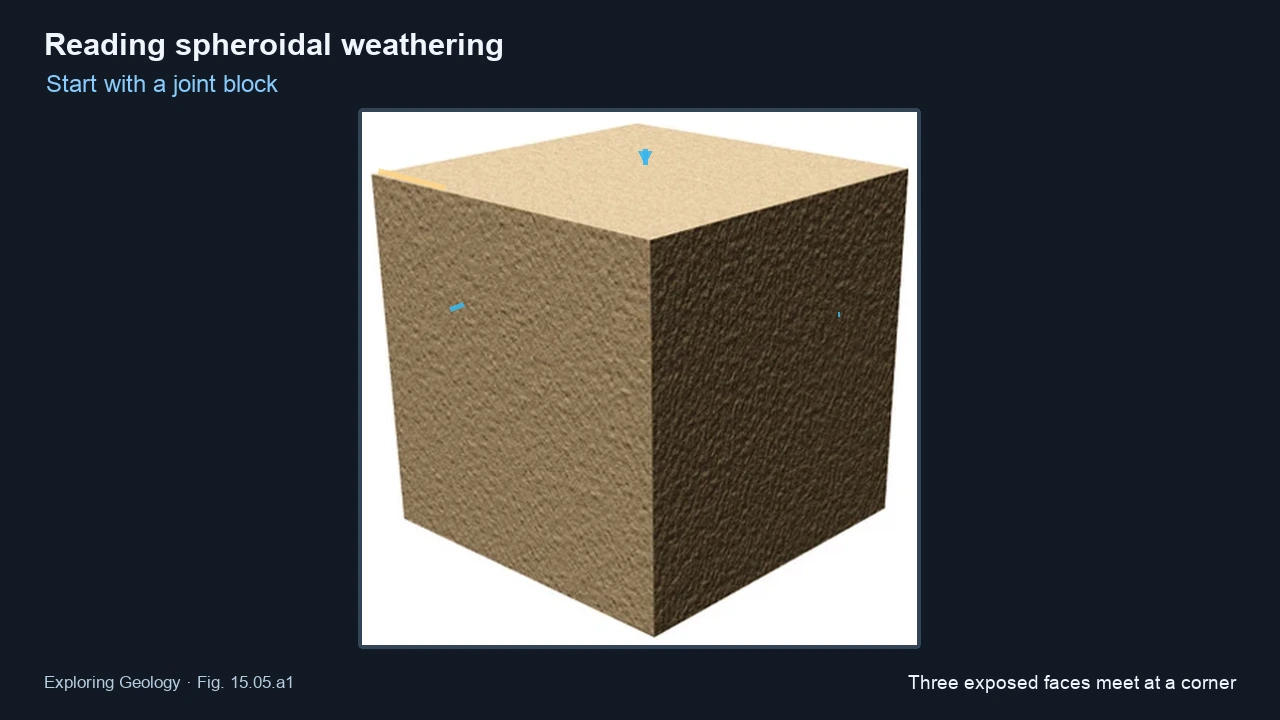 Reading spheroidal weathering
Start with a joint block
Exploring Geology · Fig. 15.05.a1
Three exposed faces meet at a corner